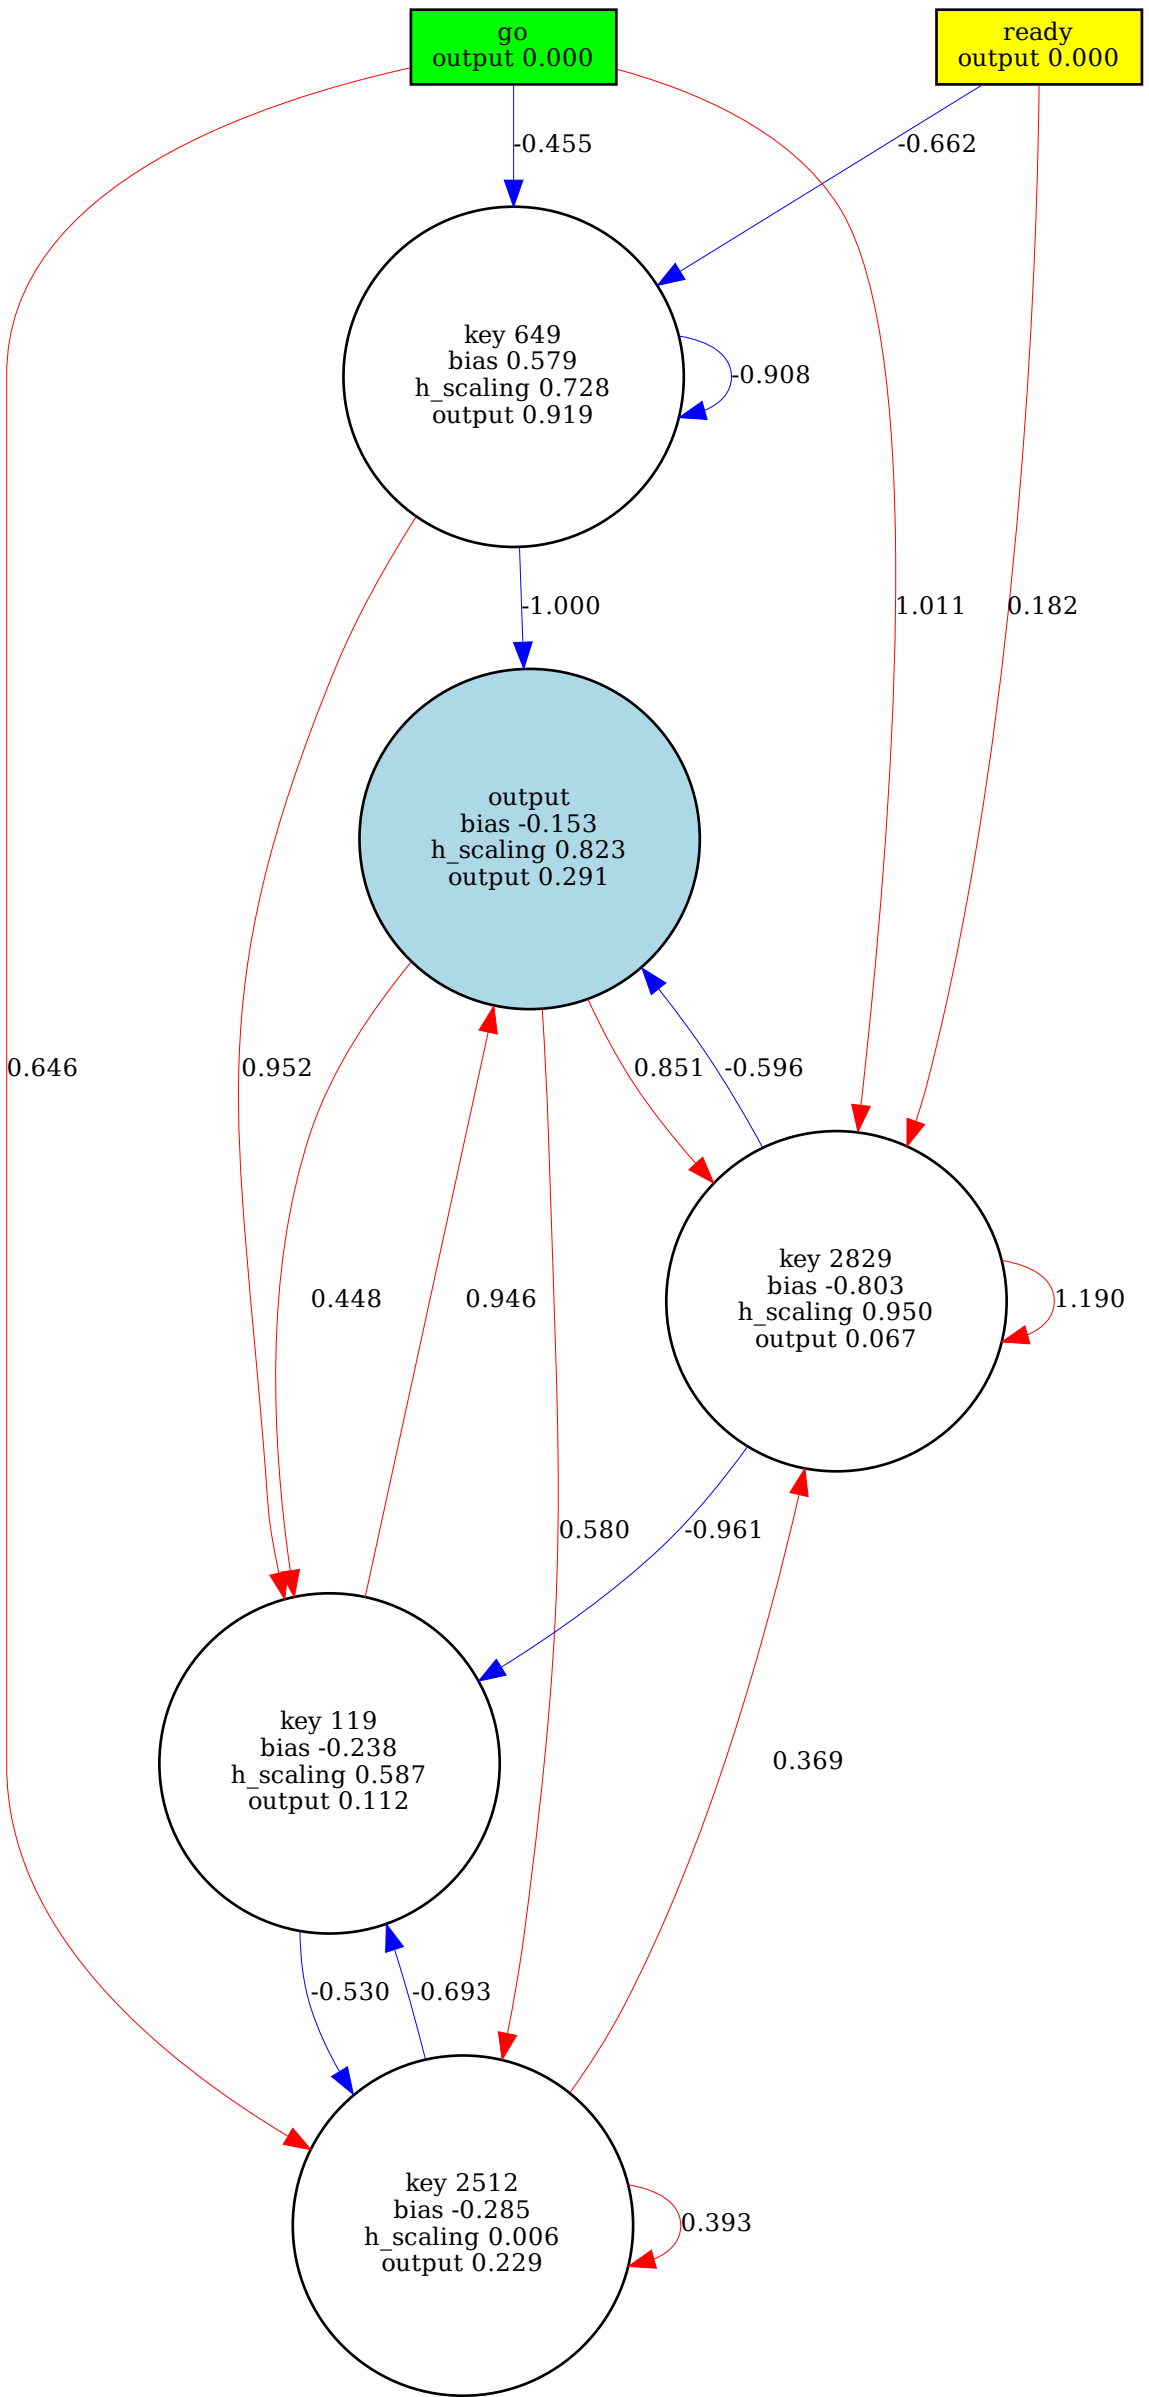 go
output 0.000
ready
output 0.000
-0.455
-0.662
key 649
bias 0.579
h_scaling 0.728
output 0.919
-0.908
-1.000
1.011
0.182
output
bias -0.153
h_scaling 0.823
output 0.291
0.646
0.952
0.851
-0.596
key 2829
bias -0.803
h_scaling 0.950
output 0.067
1.190
0.448
0.946
0.580
-0.961
key 119
bias -0.238
h_scaling 0.587
output 0.112
0.369
-0.530
-0.693
key 2512
bias -0.285
h_scaling 0.006
output 0.229
0.393